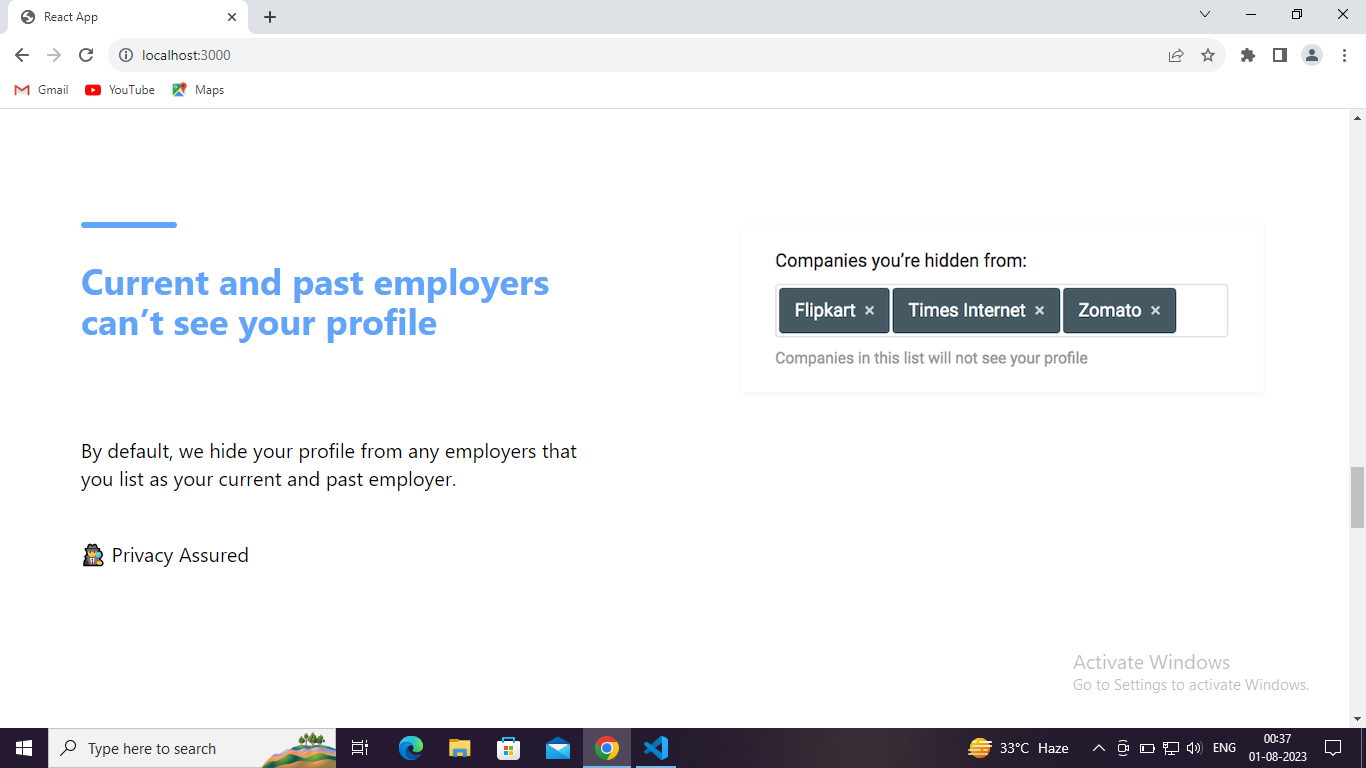 React App
localhost:3000
Gmail YouTube Maps
Current and past employers
can’t see your profile
By default, we hide your profile from any employers that
you list as your current and past employer.
Privacy Assured
Companies you’re hidden from:
Flipkart × Times Internet × Zomato ×
Companies in this list will not see your profile
Activate Windows
Go to Settings to activate Windows.
Type here to search
33°C Haze
ENG
00:37
01-08-2023